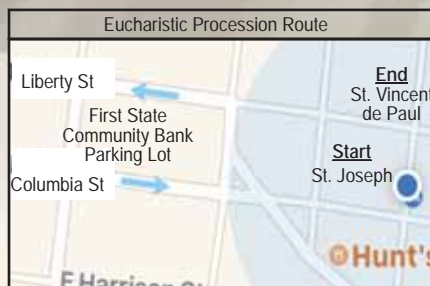 Eucharistic Procession Route
Liberty St
First State
Community Bank
Parking Lot
Columbia St
End
St. Vincent
de Paul
Start
St. Joseph
Hunt's
E Harrison St